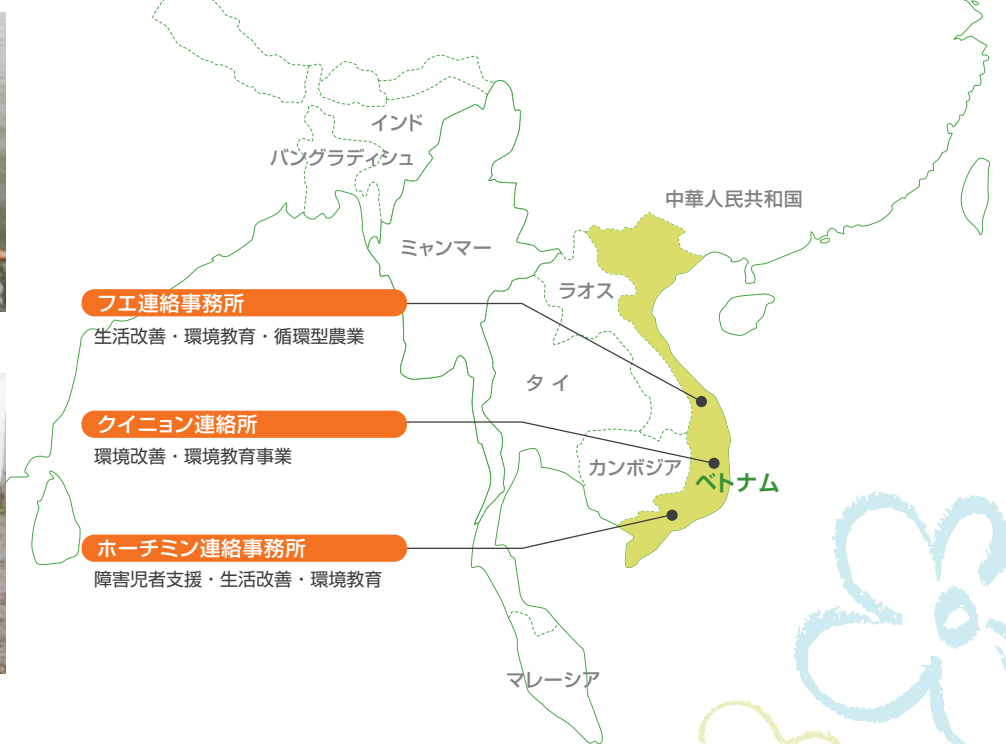 インド
バングラディシュ
中華人民共和国
ミャンマー
ラオス
フエ連絡事務所
生活改善・環境教育・循環型農業
タイ
クイニョン連絡所
環境改善・環境教育事業
カンボジア
ベトナム
ホーチミン連絡事務所
障害児者支援・生活改善・環境教育
マレーシア